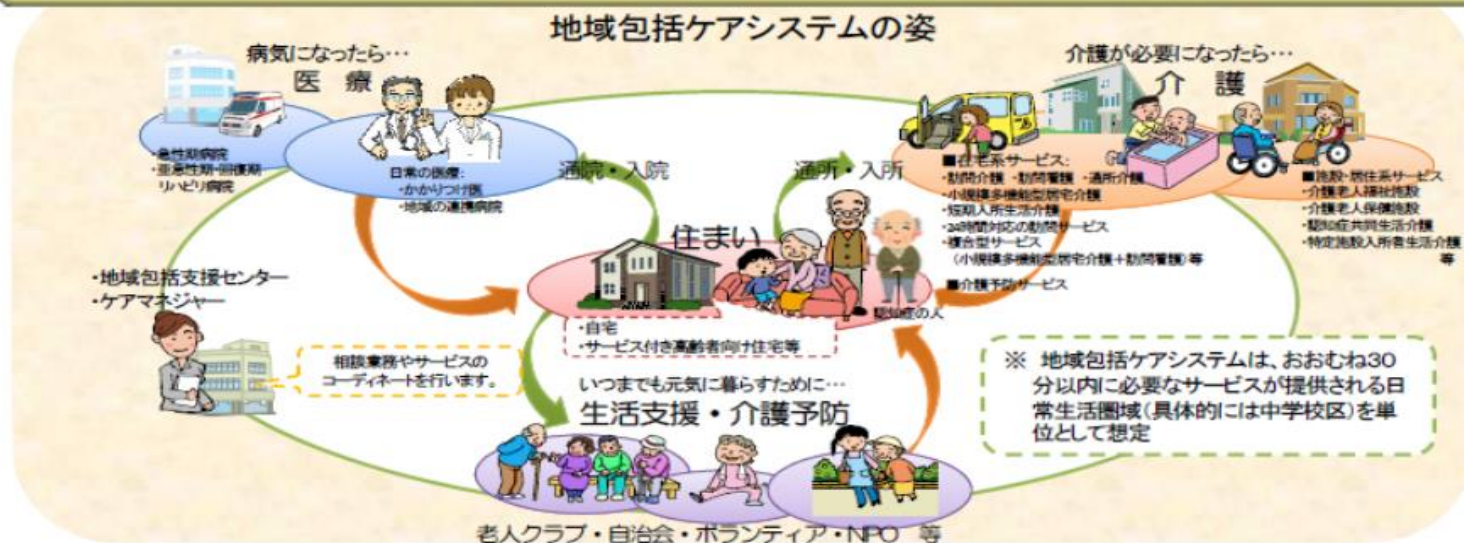 地域包括ケアシステムの姿
病気になったら…
医 療
・急性期病院
・亜急性期・回復期
リハビリ病院
日常の医療:
・かかりつけ医
・地域の連携病院
通院・入院
通所・入所
介護が必要になったら…
介 護
■在宅系サービス:
・訪問介護 ・訪問看護 ・通所介護
・小規模多機能型居宅介護
・短期入所生活介護
・24時間対応の訪問サービス
・複合型サービス
(小規模多機能型居宅介護+訪問看護)等
■介護予防サービス
■施設・居住系サービス
・介護老人福祉施設
・介護老人保健施設
・認知症共同生活介護
・特定施設入所者生活介護
等
住まい
認知症の人
・自宅
・サービス付き高齢者向け住宅等
・地域包括支援センター
・ケアマネジャー
相談業務やサービスの
コーディネートを行います。
いつまでも元気に暮らすために…
生活支援・介護予防
老人クラブ・自治会・ボランティア・NPO 等
※ 地域包括ケアシステムは、おおむね30
分以内に必要なサービスが提供される日
常生活圏域(具体的には中学校区)を単
位として想定